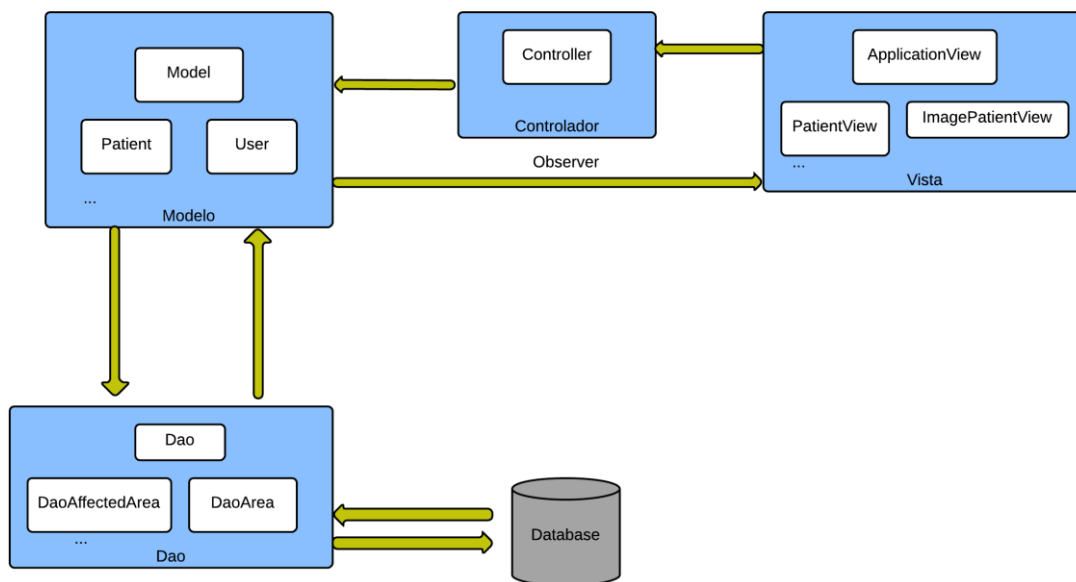 Model
Patient
User
...
Modelo
Controller
Controlador
Observer
ApplicationView
PatientView
ImagePatientView
...
Vista
Dao
DaoAffectedArea
DaoArea
...
Dao
Database